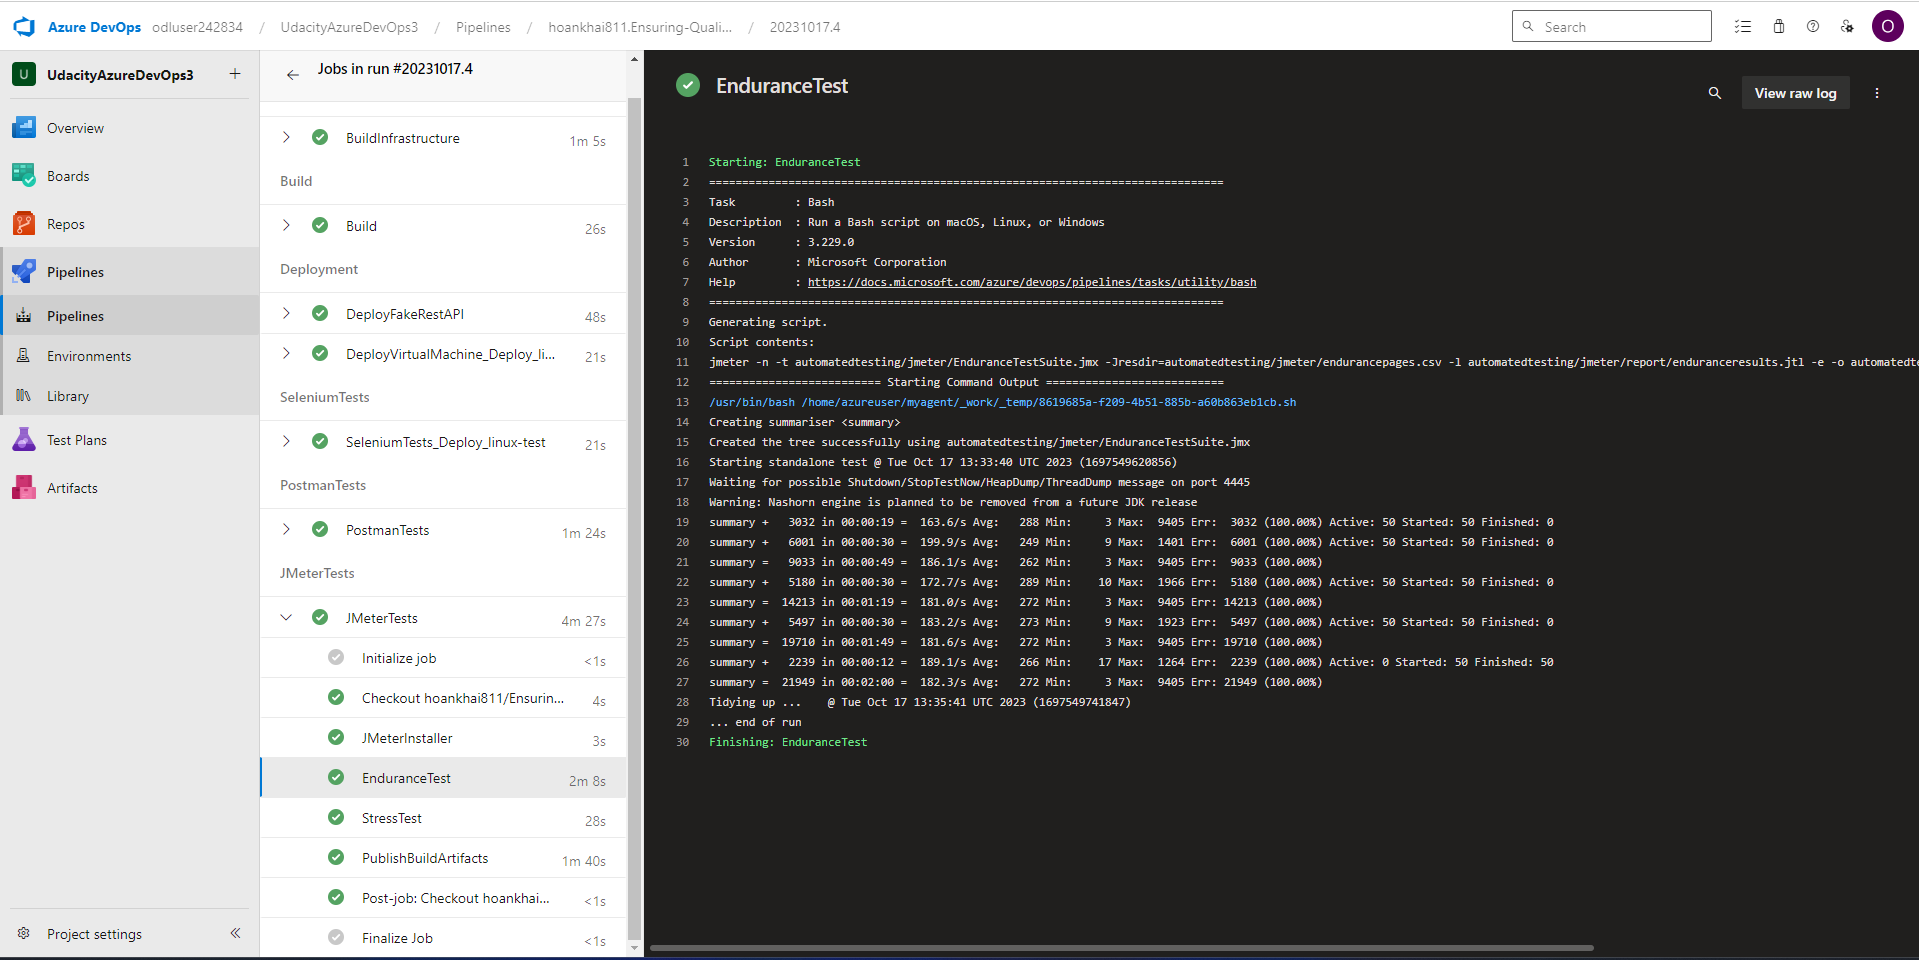 Azure DevOps odluser242834 / UdacityAzureDevOps3 / Pipelines / hoankhai811.Ensuring-Quali... / 20231017.4
Search
O
U UdacityAzureDevOps3 +
Overview
Boards
Repos
Pipelines
Pipelines
Environments
Library
Test Plans
Artifacts
Project settings
Jobs in run #20231017.4
BuildInfrastructure 1m 5s
Build
Build 26s
Deployment
DeployFakeRestAPI 48s
DeployVirtualMachine_Deploy_li... 21s
SeleniumTests
SeleniumTests_Deploy_linux-test 21s
PostmanTests
PostmanTests 1m 24s
JMeterTests
JMeterTests 4m 27s
Initialize job <1s
Checkout hoankhai811/Ensurin... 4s
JMeterInstaller 3s
EnduranceTest 2m 8s
StressTest 28s
PublishBuildArtifacts 1m 40s
Post-job: Checkout hoankhai... <1s
Finalize Job <1s
EnduranceTest
View raw log
1 Starting: EnduranceTest
2 ==============================================================================
3 Task : Bash
4 Description : Run a Bash script on macOS, Linux, or Windows
5 Version : 3.229.0
6 Author : Microsoft Corporation
7 Help : https://docs.microsoft.com/azure/devops/pipelines/tasks/utility/bash
8 ==============================================================================
9 Generating script.
10 Script contents:
11 jmeter -n -t automatedtesting/jmeter/EnduranceTestSuite.jmx -Jresdir=automatedtesting/jmeter/endurancepages.csv -l automatedtesting/jmeter/report/enduranceresults.jtl -e -o automatedte
12 ========================== Starting Command Output ===========================
13 /usr/bin/bash /home/azureuser/myagent/_work/_temp/8619685a-f209-4b51-885b-a60b863eb1cb.sh
14 Creating summariser <summary>
15 Created the tree successfully using automatedtesting/jmeter/EnduranceTestSuite.jmx
16 Starting standalone test @ Tue Oct 17 13:33:40 UTC 2023 (1697549620856)
17 Waiting for possible Shutdown/StopTestNow/HeapDump/ThreadDump message on port 4445
18 Warning: Nashorn engine is planned to be removed from a future JDK release
19 summary + 3032 in 00:00:19 = 163.6/s Avg: 288 Min: 3 Max: 9405 Err: 3032 (100.00%) Active: 50 Started: 50 Finished: 0
20 summary + 6001 in 00:00:30 = 199.9/s Avg: 249 Min: 9 Max: 1401 Err: 6001 (100.00%) Active: 50 Started: 50 Finished: 0
21 summary = 9033 in 00:00:49 = 186.1/s Avg: 262 Min: 3 Max: 9405 Err: 9033 (100.00%)
22 summary + 5180 in 00:00:30 = 172.7/s Avg: 289 Min: 10 Max: 1966 Err: 5180 (100.00%) Active: 50 Started: 50 Finished: 0
23 summary = 14213 in 00:01:19 = 181.0/s Avg: 272 Min: 3 Max: 9405 Err: 14213 (100.00%)
24 summary + 5497 in 00:00:30 = 183.2/s Avg: 273 Min: 9 Max: 1923 Err: 5497 (100.00%) Active: 50 Started: 50 Finished: 0
25 summary = 19710 in 00:01:49 = 181.6/s Avg: 272 Min: 3 Max: 9405 Err: 19710 (100.00%)
26 summary + 2239 in 00:00:12 = 189.1/s Avg: 266 Min: 17 Max: 1264 Err: 2239 (100.00%) Active: 0 Started: 50 Finished: 50
27 summary = 21949 in 00:02:00 = 182.3/s Avg: 272 Min: 3 Max: 9405 Err: 21949 (100.00%)
28 Tidying up ... @ Tue Oct 17 13:35:41 UTC 2023 (1697549741847)
29 ... end of run
30 Finishing: EnduranceTest